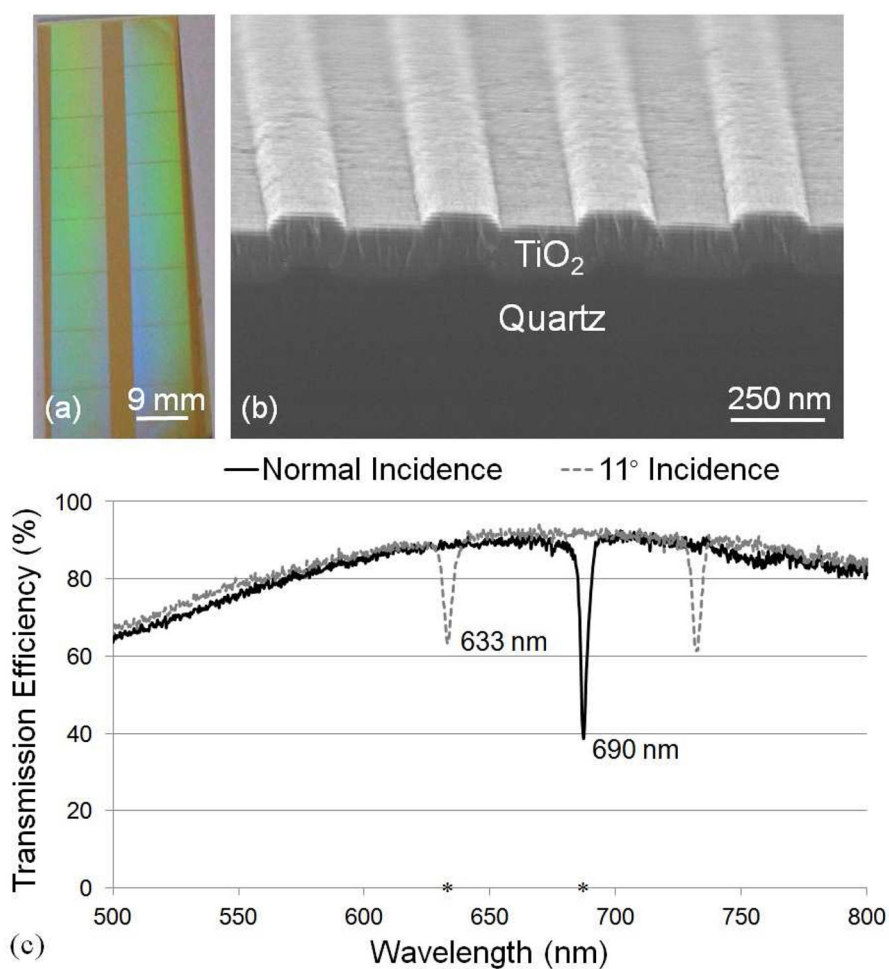 (a)
9 mm
TiO₂
Quartz
(b)
250 nm
Normal Incidence
11° Incidence
Transmission Efficiency (%)
100
80
60
40
20
0
633 nm
690 nm
*
*
500
550
600
650
700
750
800
(c)
Wavelength (nm)